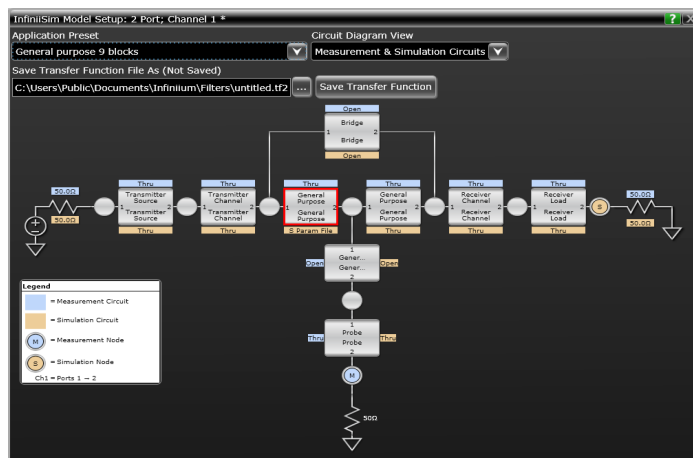 InfiniiSim Model Setup: 2 Port; Channel 1 *
?
X
Application Preset
Circuit Diagram View
General purpose 9 blocks
Measurement & Simulation Circuits
Save Transfer Function File As (Not Saved)
C:\Users\Public\Documents\Infiniium\Filters\untitled.tf2
...
Save Transfer Function
Open
Bridge
1 2
Bridge
Open
Thru Thru Thru Thru Thru Thru
50.0Ω
Transmitter Source
1 2
Transmitter Source
Transmitter Channel
1 2
Transmitter Channel
General Purpose
1 2
General Purpose
General Purpose
1 2
General Purpose
Receiver Channel
1 2
Receiver Channel
Receiver Load
1 2
Receiver Load
S
50.0Ω
50.0Ω
50.0Ω
Thru Thru S Param File Thru Thru Thru
1
Gener...
Open
Open
Gener...
2
1
Probe
Thru
Thru
Probe
2
M
50Ω
Legend
= Measurement Circuit
= Simulation Circuit
M = Measurement Node
S = Simulation Node
Ch1 = Ports 1 → 2